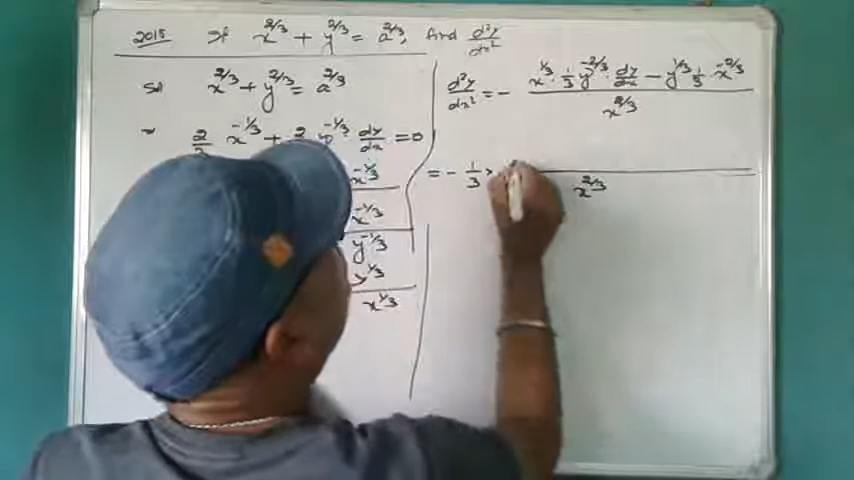 2015 If x^2/3 + y^2/3 = a^2/3, find d²y/dx²
Sol x^2/3 + y^2/3 = a^2/3
2/3 x^-1/3 + 2 y^-1/3 · dy/dx = 0
x^-1/3
x^-1/3
y^-1/3
y^1/3
x^1/3
d²y/dx² = - x^1/3 · 1/3 y^-2/3 · dy/dx - y^1/3 1/3 · x^-2/3
x^2/3
= - 1/3 ×
x^2/3